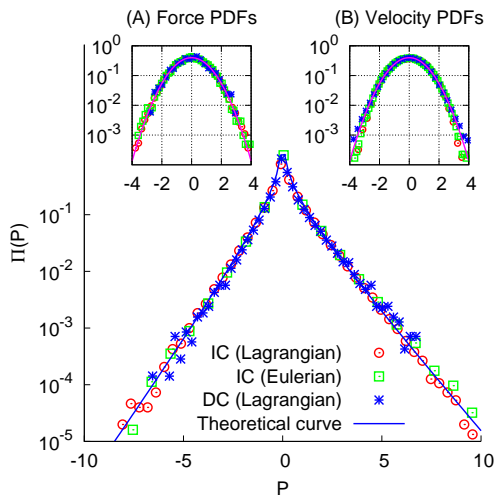 (A) Force PDFs (B) Velocity PDFs
10^0 10^0
10^-1 10^-1
10^-2 10^-2
10^-3 10^-3
-4 -2 0 2 4 -4 -2 0 2 4
10^-1
10^-2
10^-3
10^-4
10^-5
Π(P)
IC (Lagrangian)
IC (Eulerian)
DC (Lagrangian)
Theoretical curve
-10 -5 0 5 10
P